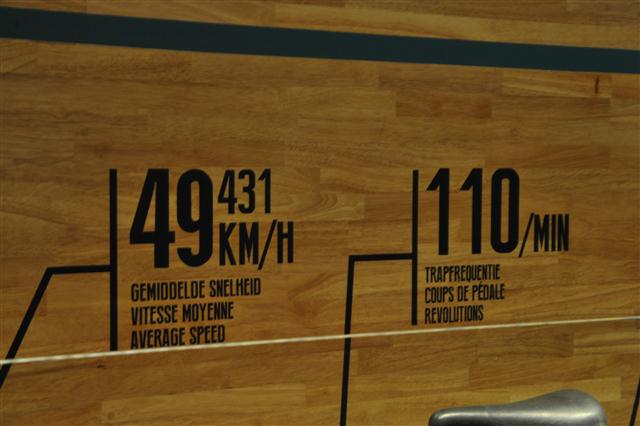 49 431 KM/H
GEMIDDELDE SNELHEID
VITESSE MOYENNE
AVERAGE SPEED
110/MIN
TRAPFREQUENTIE
COUPS DE PÉDALE
REVOLUTIONS